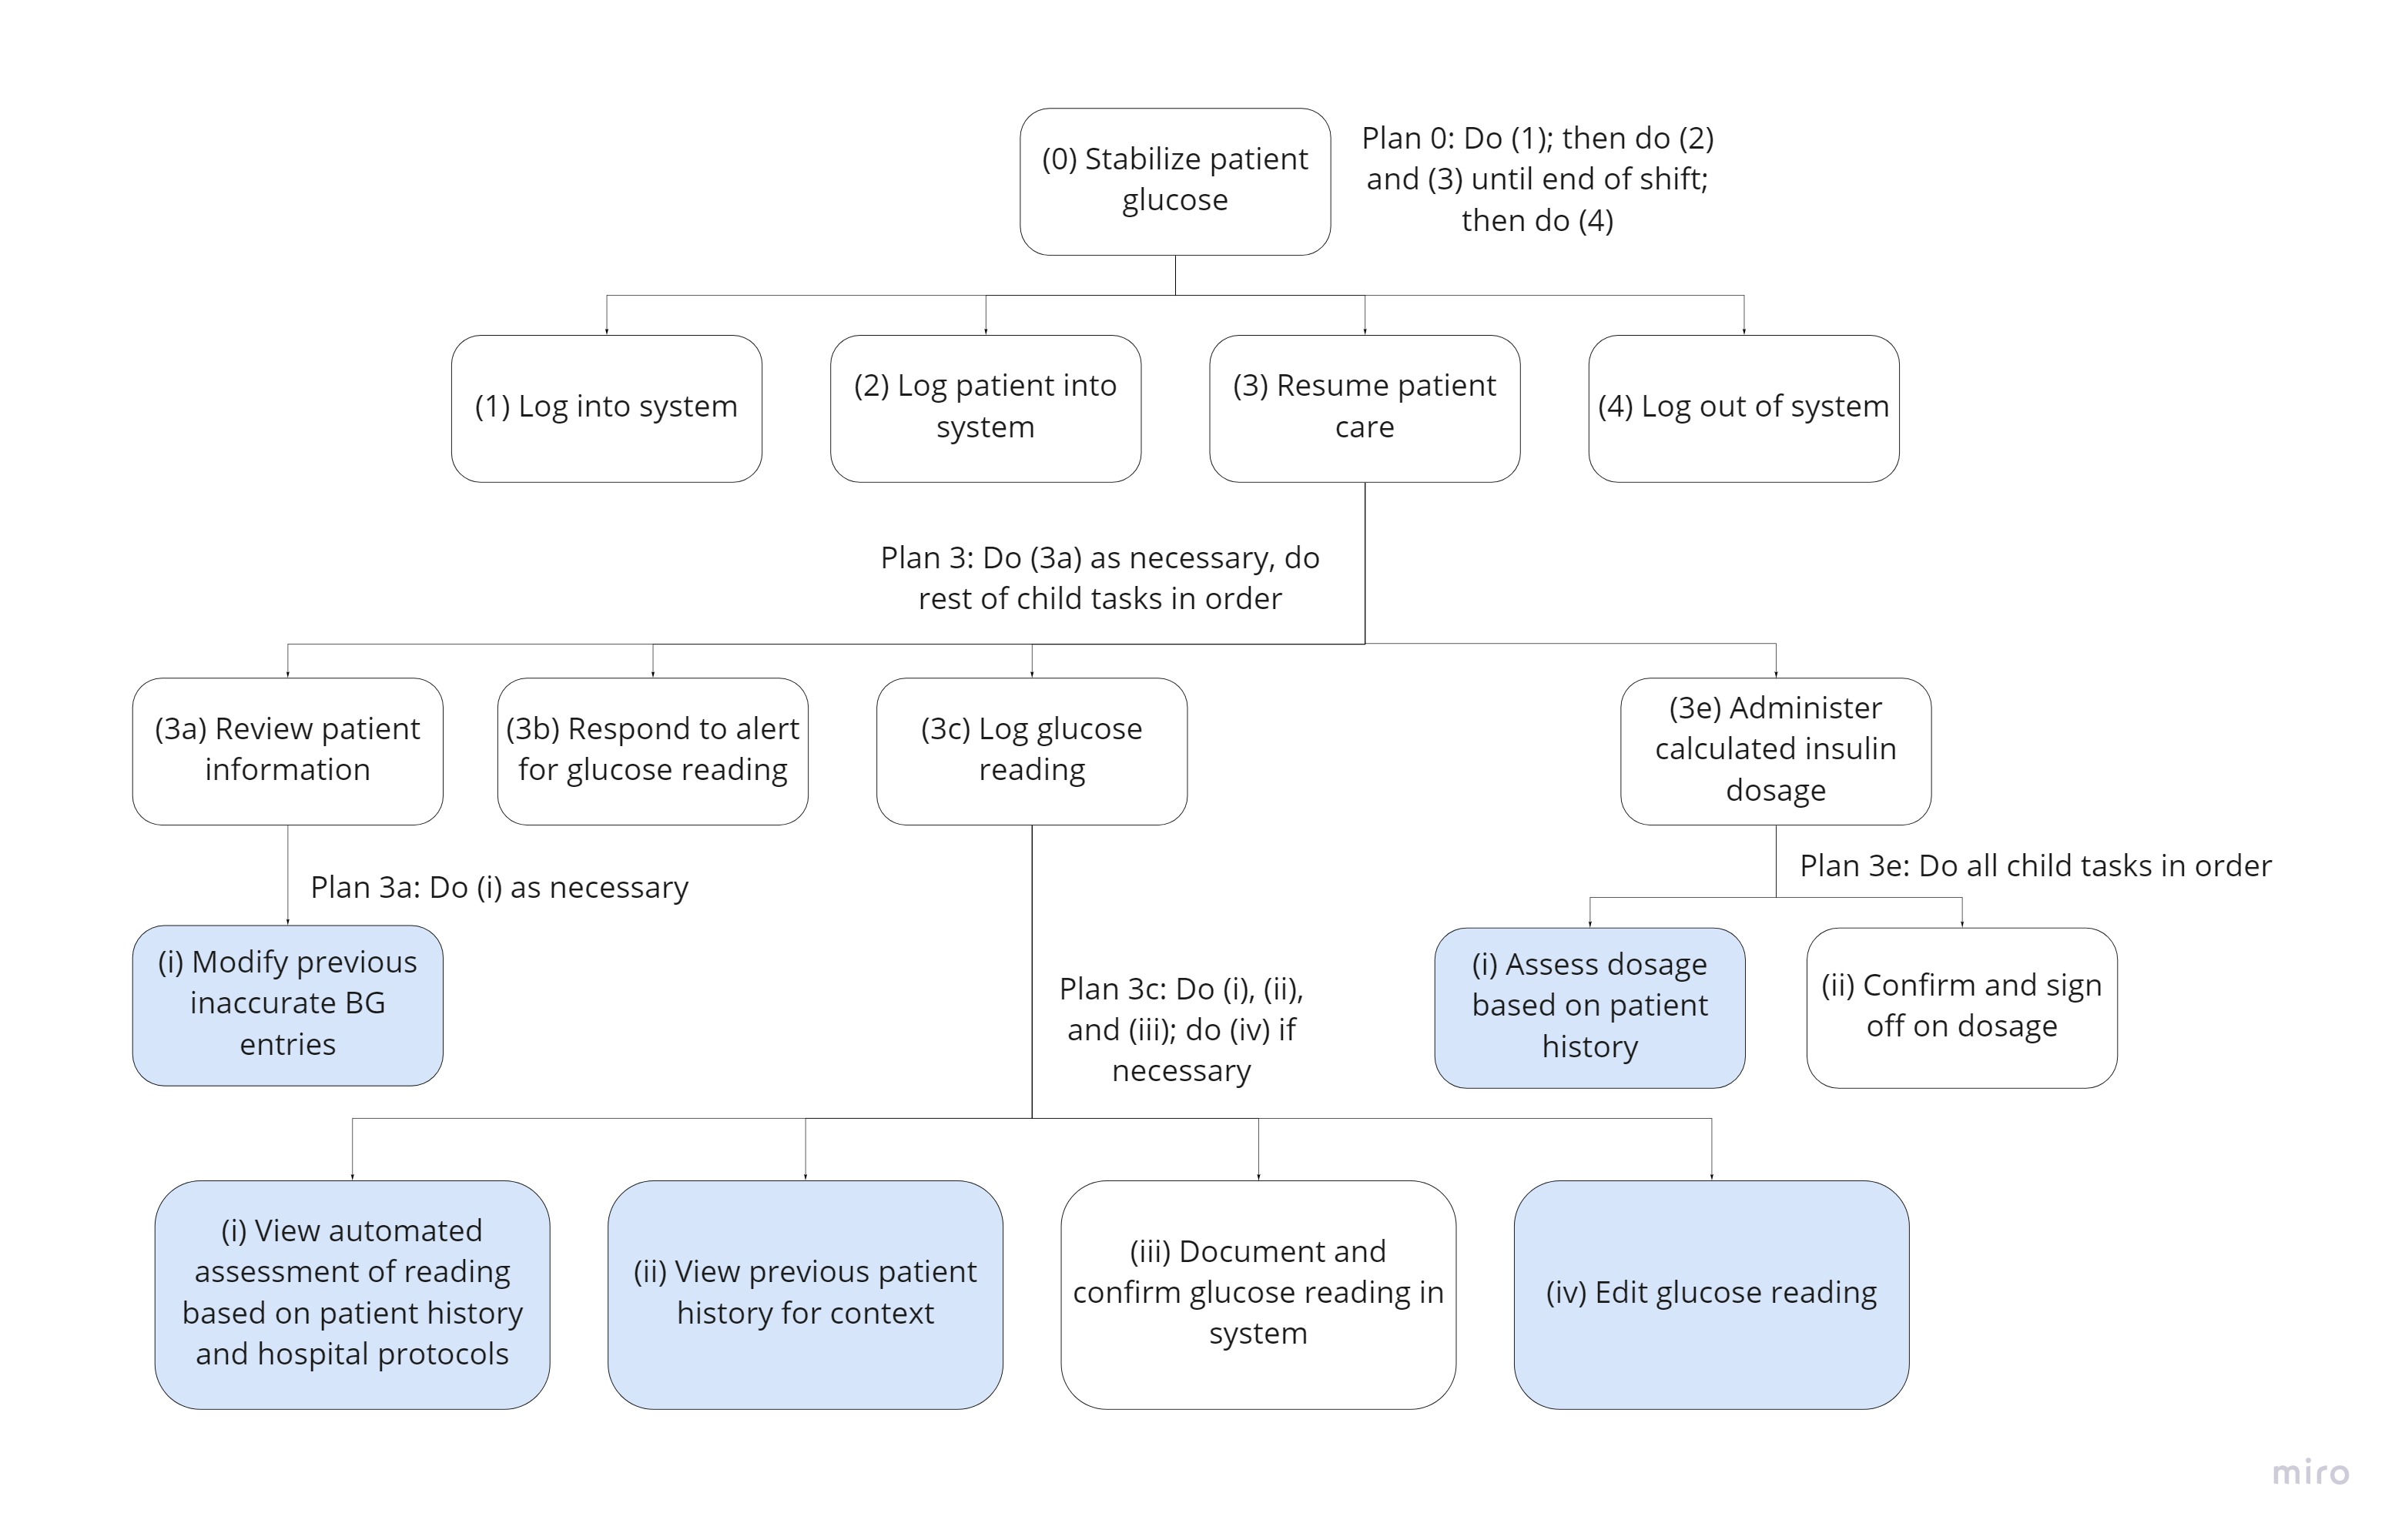 (0) Stabilize patient
glucose
Plan 0: Do (1); then do (2)
and (3) until end of shift;
then do (4)
(1) Log into system
(2) Log patient into
system
(3) Resume patient
care
(4) Log out of system
Plan 3: Do (3a) as necessary, do
rest of child tasks in order
(3a) Review patient
information
(3b) Respond to alert
for glucose reading
(3c) Log glucose
reading
(3e) Administer
calculated insulin
dosage
Plan 3a: Do (i) as necessary
Plan 3e: Do all child tasks in order
(i) Modify previous
inaccurate BG
entries
Plan 3c: Do (i), (ii),
and (iii); do (iv) if
necessary
(i) Assess dosage
based on patient
history
(ii) Confirm and sign
off on dosage
(i) View automated
assessment of reading
based on patient history
and hospital protocols
(ii) View previous patient
history for context
(iii) Document and
confirm glucose reading in
system
(iv) Edit glucose reading
miro